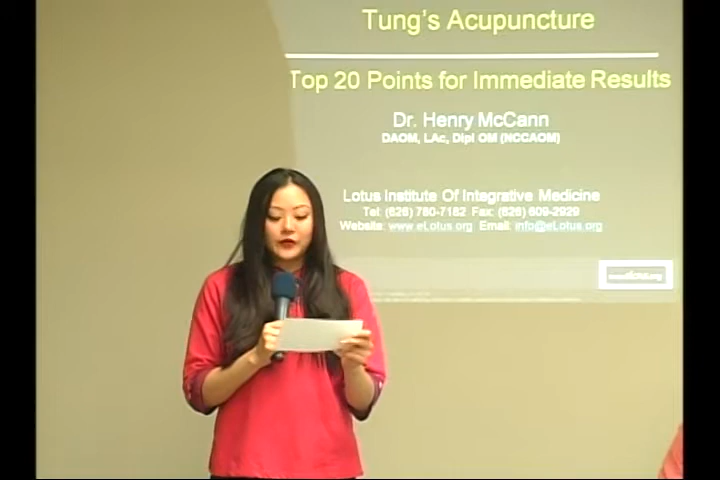 Tung's Acupuncture
Top 20 Points for Immediate Results
Dr. Henry McCann
DAOM, LAc, Dipl OM (NCCAOM)
Lotus Institute Of Integrative Medicine
Tel: (626) 780-7182 Fax: (626) 609-2929
Website: www.eLotus.org Email: info@eLotus.org